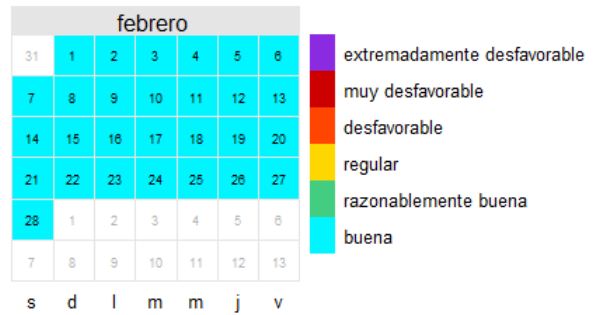 febrero
31 1 2 3 4 5 6
7 8 9 10 11 12 13
14 15 16 17 18 19 20
21 22 23 24 25 26 27
28 1 2 3 4 5 6
7 8 9 10 11 12 13
s d l m m j v
extremadamente desfavorable
muy desfavorable
desfavorable
regular
razonablemente buena
buena